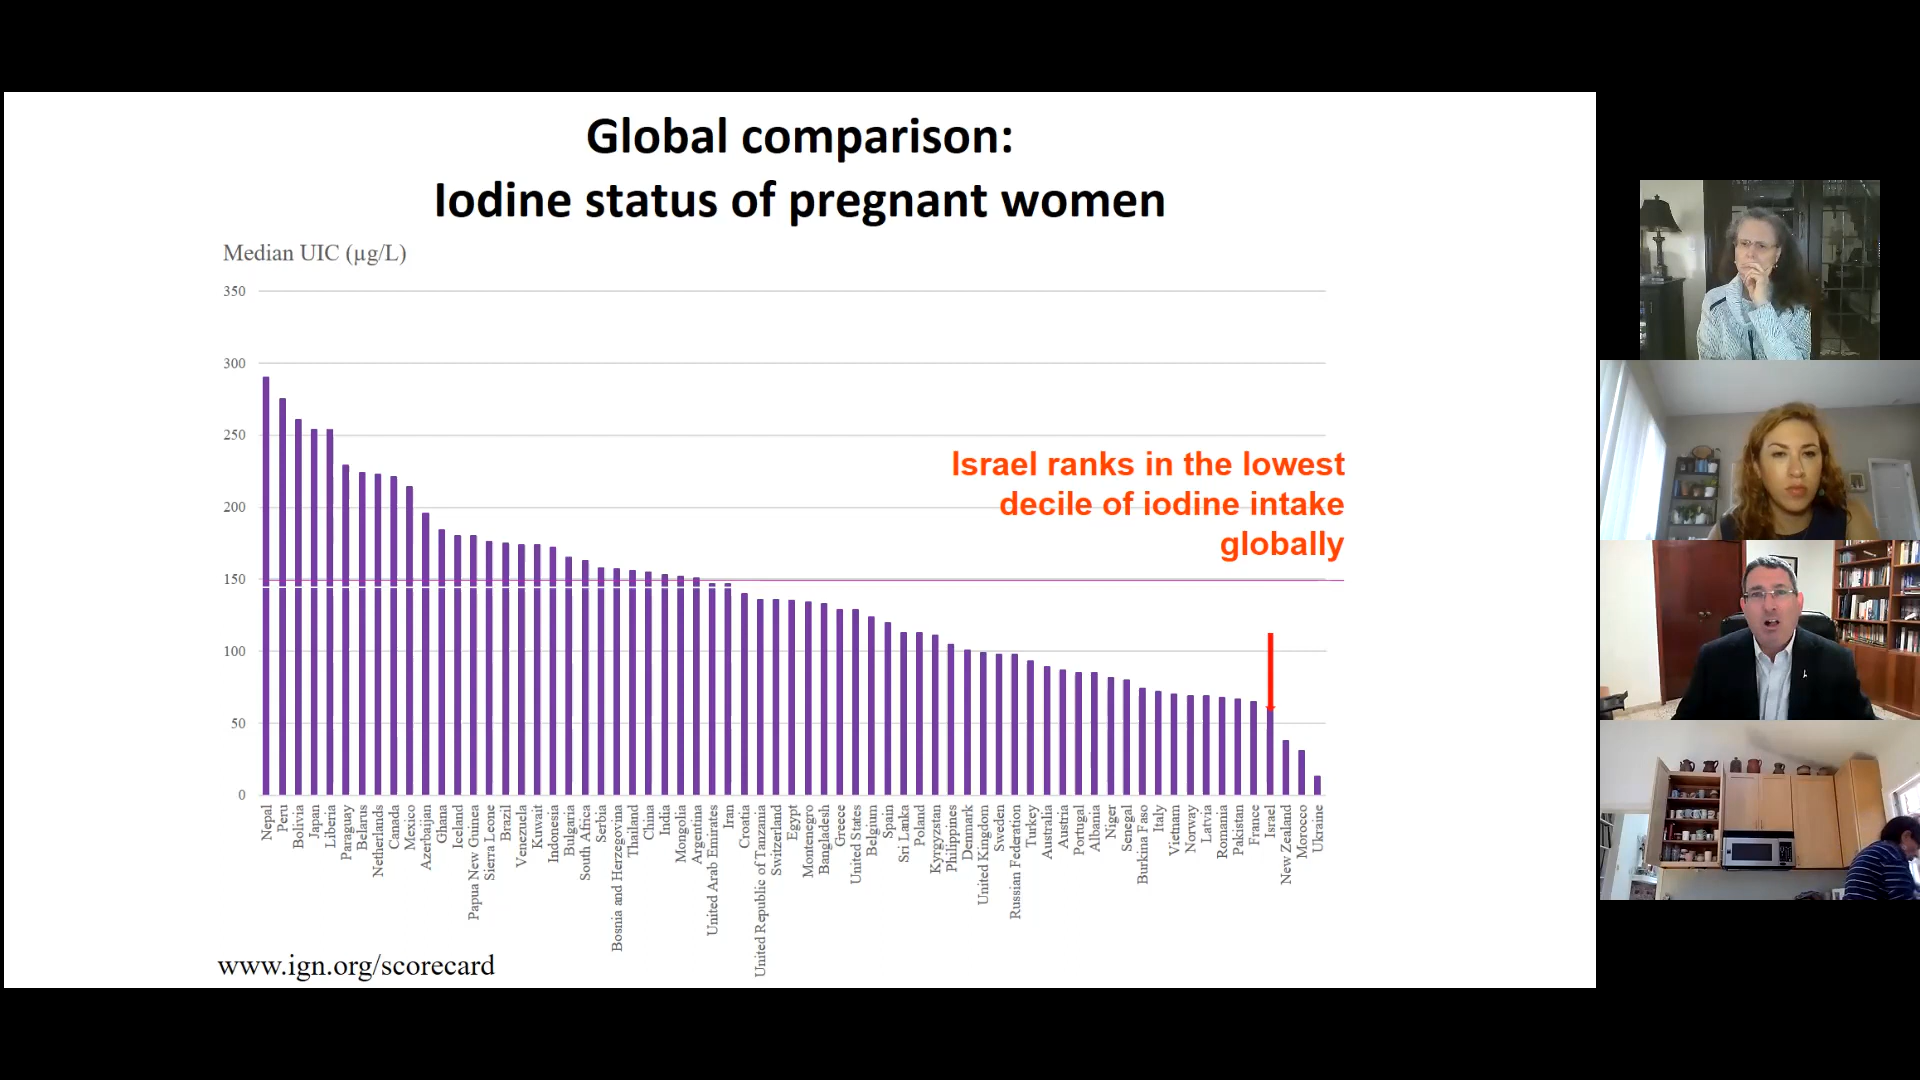 Global comparison:
Iodine status of pregnant women
Median UIC (µg/L)
350
300
250
200
150
100
50
0
Israel ranks in the lowest
decile of iodine intake
globally
Nepal
Peru
Bolivia
Japan
Liberia
Paraguay
Belarus
Netherlands
Canada
Mexico
Azerbaijan
Ghana
Iceland
Papua New Guinea
Sierra Leone
Brazil
Venezuela
Kuwait
Indonesia
Bulgaria
South Africa
Serbia
Bosnia and Herzegovina
Thailand
China
India
Mongolia
Argentina
United Arab Emirates
Iran
Croatia
United Republic of Tanzania
Switzerland
Egypt
Montenegro
Bangladesh
Greece
United States
Belgium
Spain
Sri Lanka
Poland
Kyrgyzstan
Philippines
Denmark
United Kingdom
Sweden
Russian Federation
Turkey
Australia
Austria
Portugal
Albania
Niger
Senegal
Burkina Faso
Italy
Vietnam
Norway
Latvia
Romania
Pakistan
France
Israel
New Zealand
Morocco
Ukraine
www.ign.org/scorecard